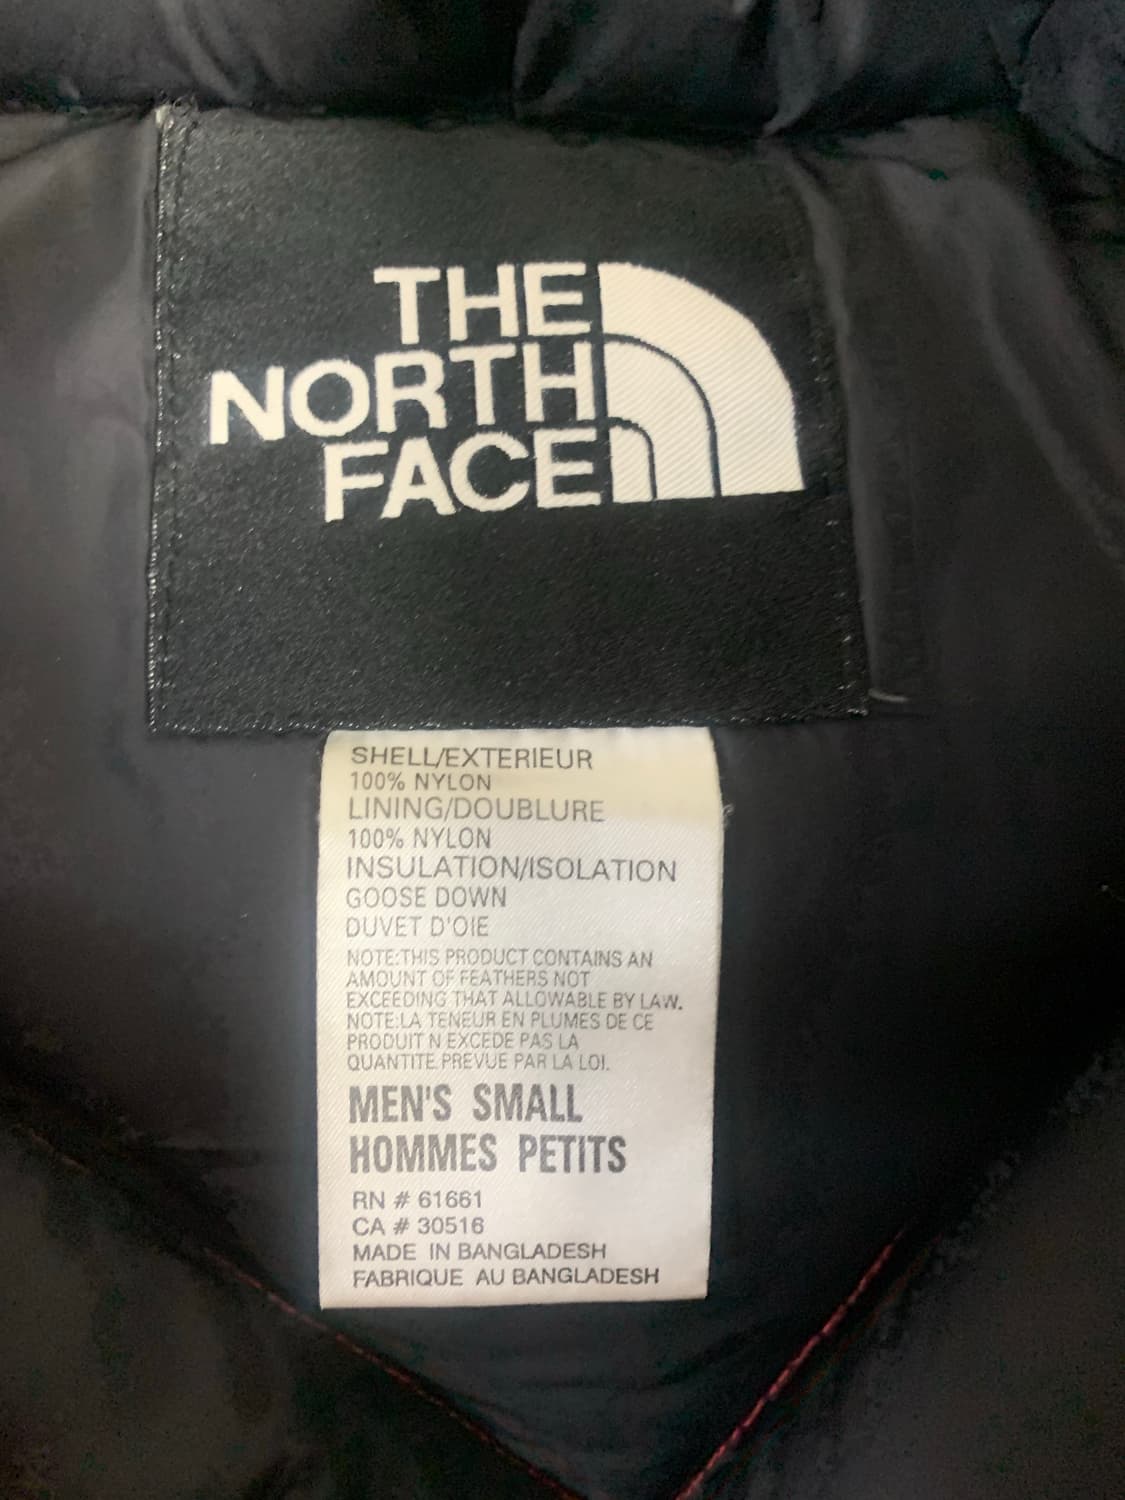 THE
NORTH
FACE
SHELL/EXTERIEUR
100% NYLON
LINING/DOUBLURE
100% NYLON
INSULATION/ISOLATION
GOOSE DOWN
DUVET D'OIE
NOTE:THIS PRODUCT CONTAINS AN
AMOUNT OF FEATHERS NOT
EXCEEDING THAT ALLOWABLE BY LAW.
NOTE:LA TENEUR EN PLUMES DE CE
PRODUIT N EXCEDE PAS LA
QUANTITE PREVUE PAR LA LOI.
MEN'S SMALL
HOMMES PETITS
RN # 61661
CA # 30516
MADE IN BANGLADESH
FABRIQUE AU BANGLADESH